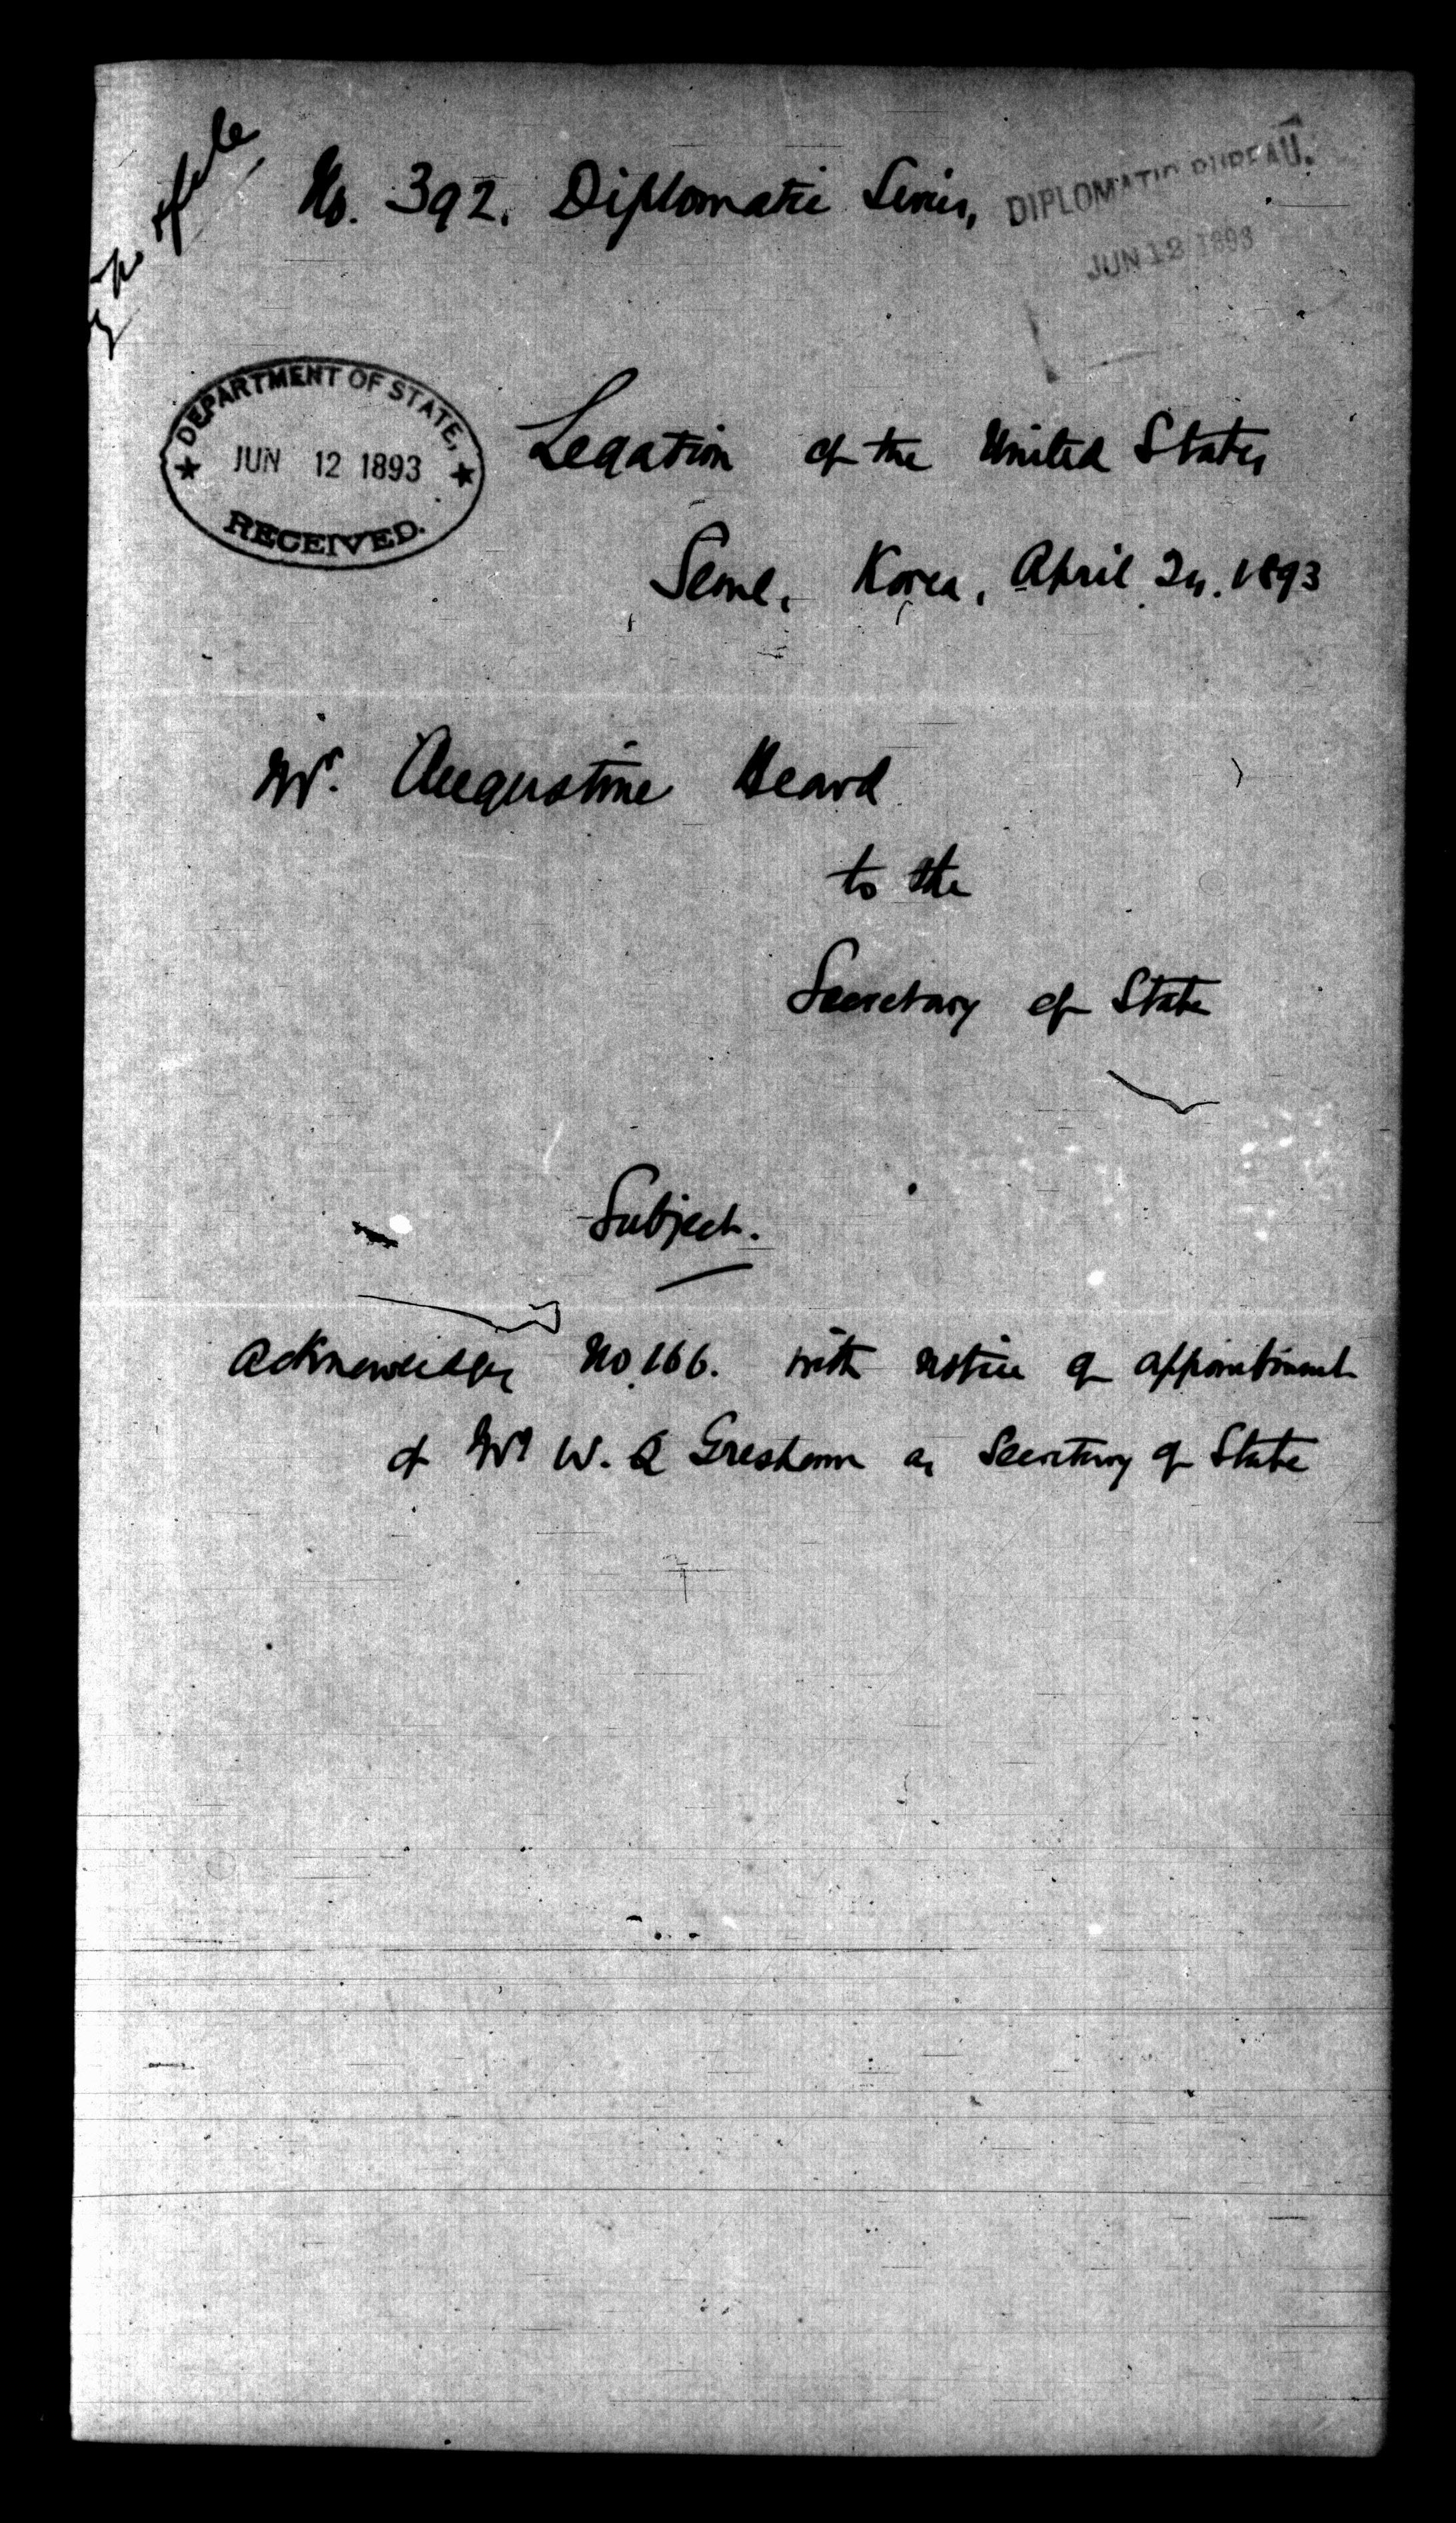 file
No. 392. Diplomatic Series,
DIPLOMATIC BUREAU.
JUN 12 1893
DEPARTMENT OF STATE,
★ JUN 12 1893 ★
RECEIVED.
Legation of the United States
Seoul, Korea, April 24. 1893
Mr. Augustine Heard
to the
Secretary of State
Subject.
Acknowledges No. 166. with notice of appointment
of Mr W. Q Gresham as Secretary of State